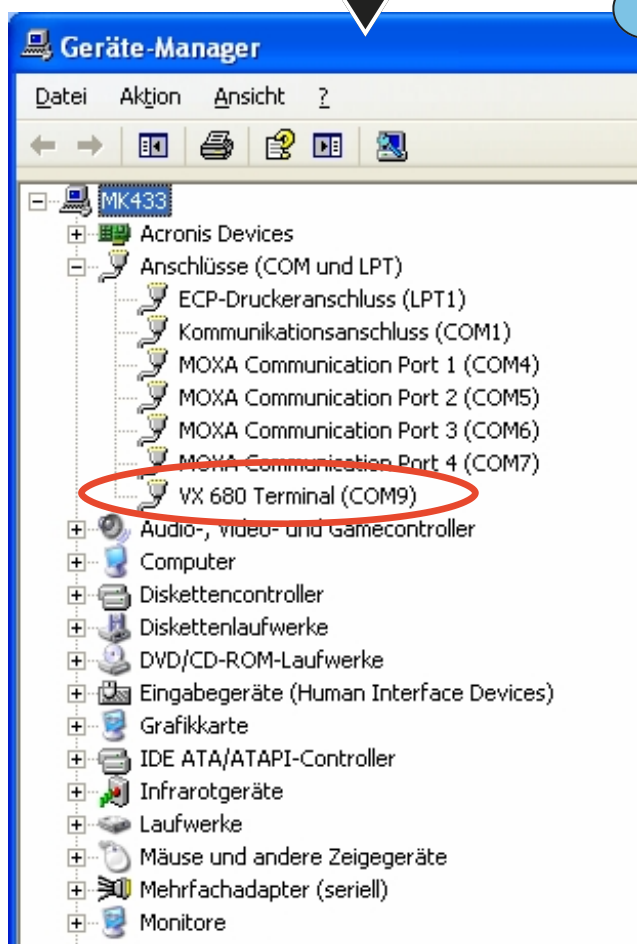 Geräte-Manager
Datei Aktion Ansicht ?
MK433
Acronis Devices
Anschlüsse (COM und LPT)
ECP-Druckeranschluss (LPT1)
Kommunikationsanschluss (COM1)
MOXA Communication Port 1 (COM4)
MOXA Communication Port 2 (COM5)
MOXA Communication Port 3 (COM6)
MOXA Communication Port 4 (COM7)
VX 680 Terminal (COM9)
Audio-, Video- und Gamecontroller
Computer
Diskettencontroller
Diskettenlaufwerke
DVD/CD-ROM-Laufwerke
Eingabegeräte (Human Interface Devices)
Grafikkarte
IDE ATA/ATAPI-Controller
Infrarotgeräte
Laufwerke
Mäuse und andere Zeigegeräte
Mehrfachadapter (seriell)
Monitore